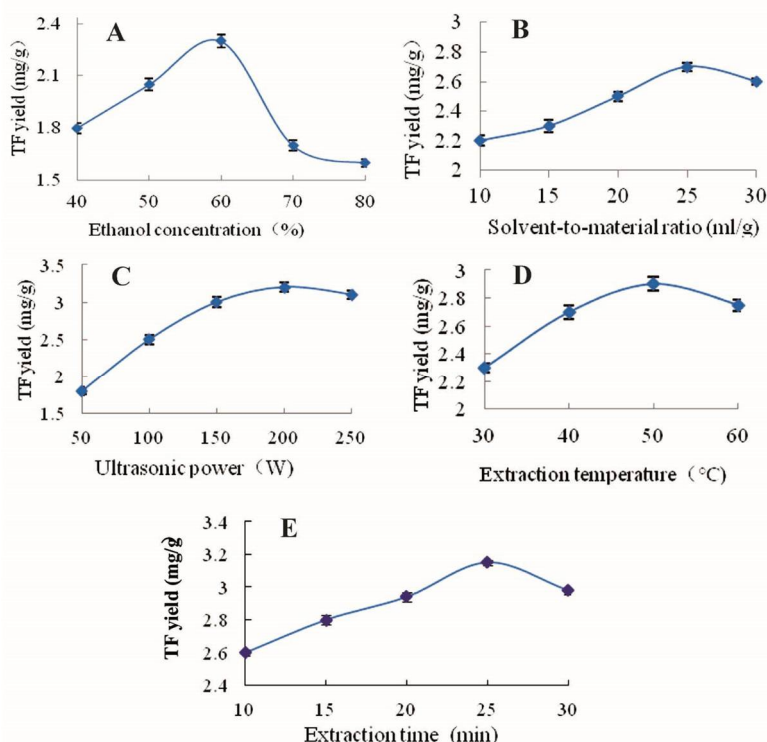 A
TF yield (mg/g)
2.4
2.1
1.8
1.5
40 50 60 70 80
Ethanol concentration (%)
B
TF yield (mg/g)
3
2.8
2.6
2.4
2.2
2
10 15 20 25 30
Solvent-to-material ratio (ml/g)
C
TF yield (mg/g)
3.5
3
2.5
2
1.5
50 100 150 200 250
Ultrasonic power (W)
D
TF yield (mg/g)
3
2.8
2.6
2.4
2.2
2
30 40 50 60
Extraction temperature (°C)
E
TF yield (mg/g)
3.4
3.2
3
2.8
2.6
2.4
10 15 20 25 30
Extraction time (min)